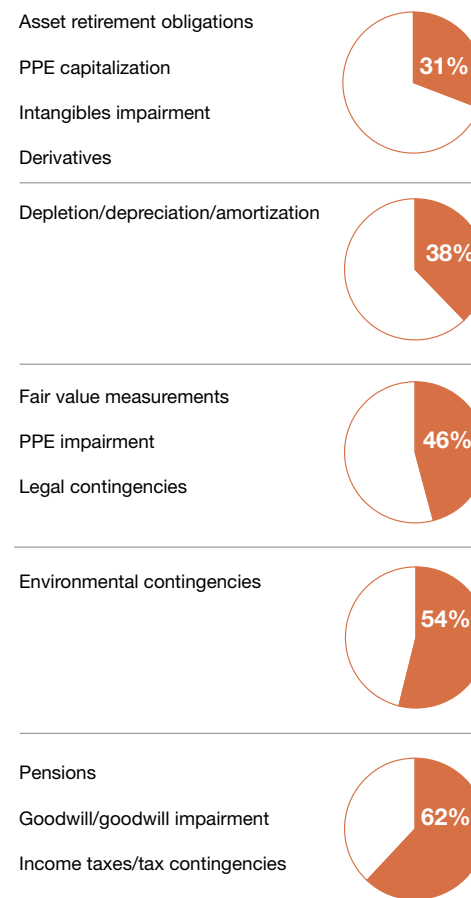 Asset retirement obligations
PPE capitalization
31%
Intangibles impairment
Derivatives
Depletion/depreciation/amortization
38%
Fair value measurements
PPE impairment
46%
Legal contingencies
Environmental contingencies
54%
Pensions
Goodwill/goodwill impairment
62%
Income taxes/tax contingencies